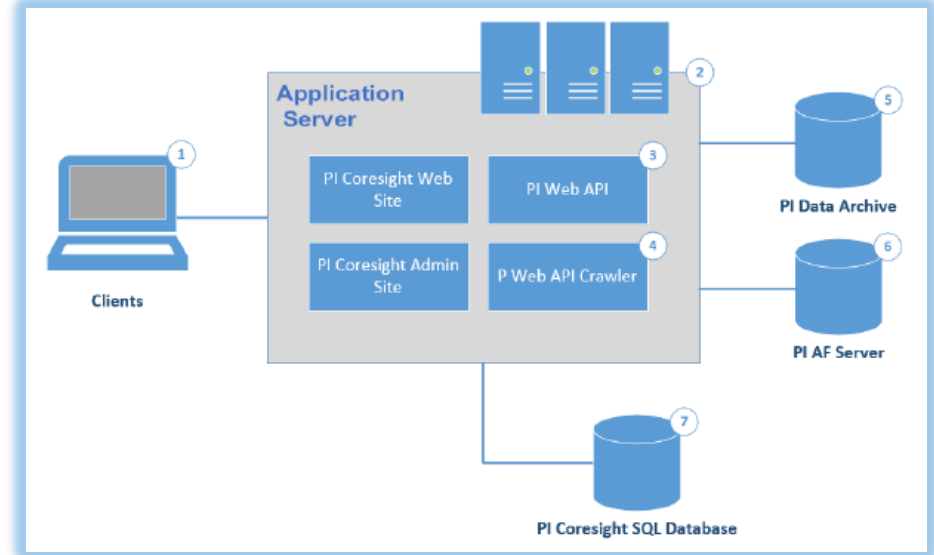 Application
Server
2
5
1
3
PI Coresight Web
Site
PI Web API
PI Data Archive
4
6
PI Coresight Admin
Site
P Web API Crawler
Clients
PI AF Server
7
PI Coresight SQL Database